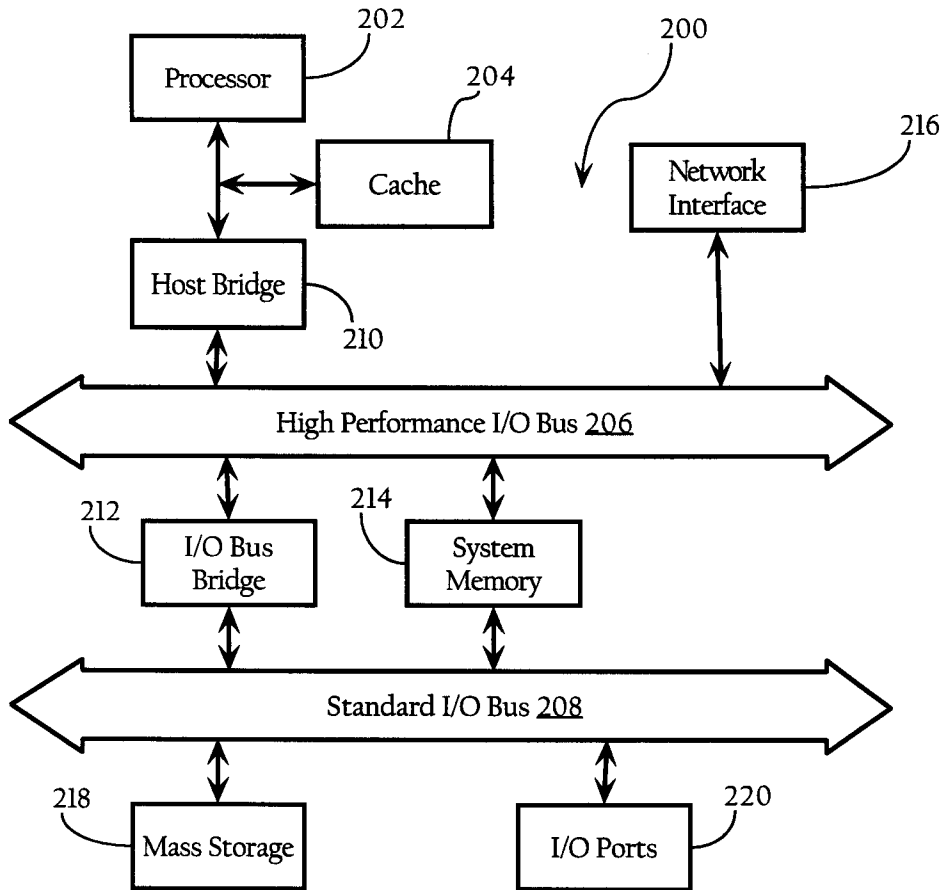 202
200
Processor
204
216
Cache
Network
Interface
Host Bridge
210
High Performance I/O Bus 206
212
214
I/O Bus
Bridge
System
Memory
Standard I/O Bus 208
218
220
Mass Storage
I/O Ports